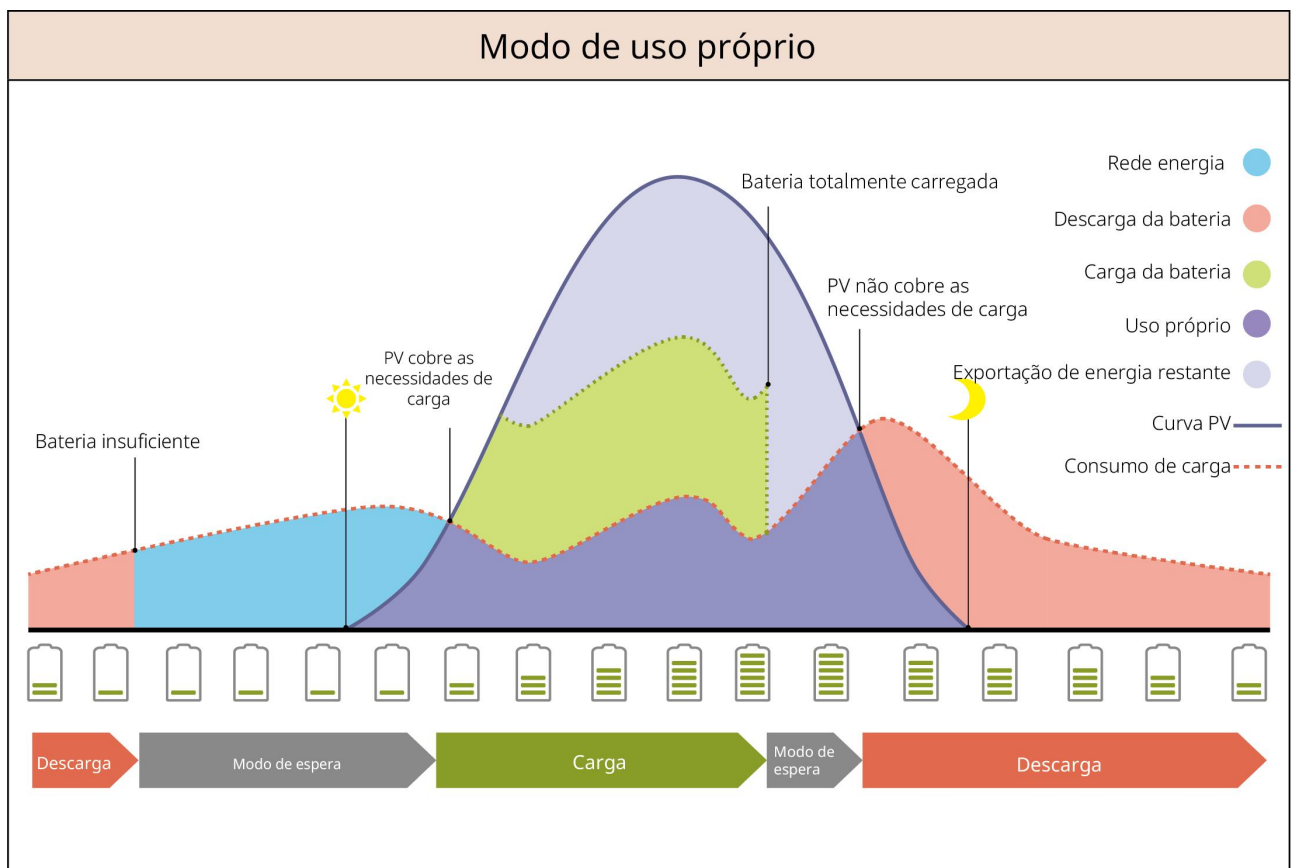 Modo de uso próprio
Rede energia
Descarga da bateria
Carga da bateria
Uso próprio
Exportação de energia restante
Curva PV
Consumo de carga
Bateria totalmente carregada
PV não cobre as
necessidades de carga
PV cobre as
necessidades de
carga
Bateria insuficiente
Descarga
Modo de espera
Carga
Modo de
espera
Descarga